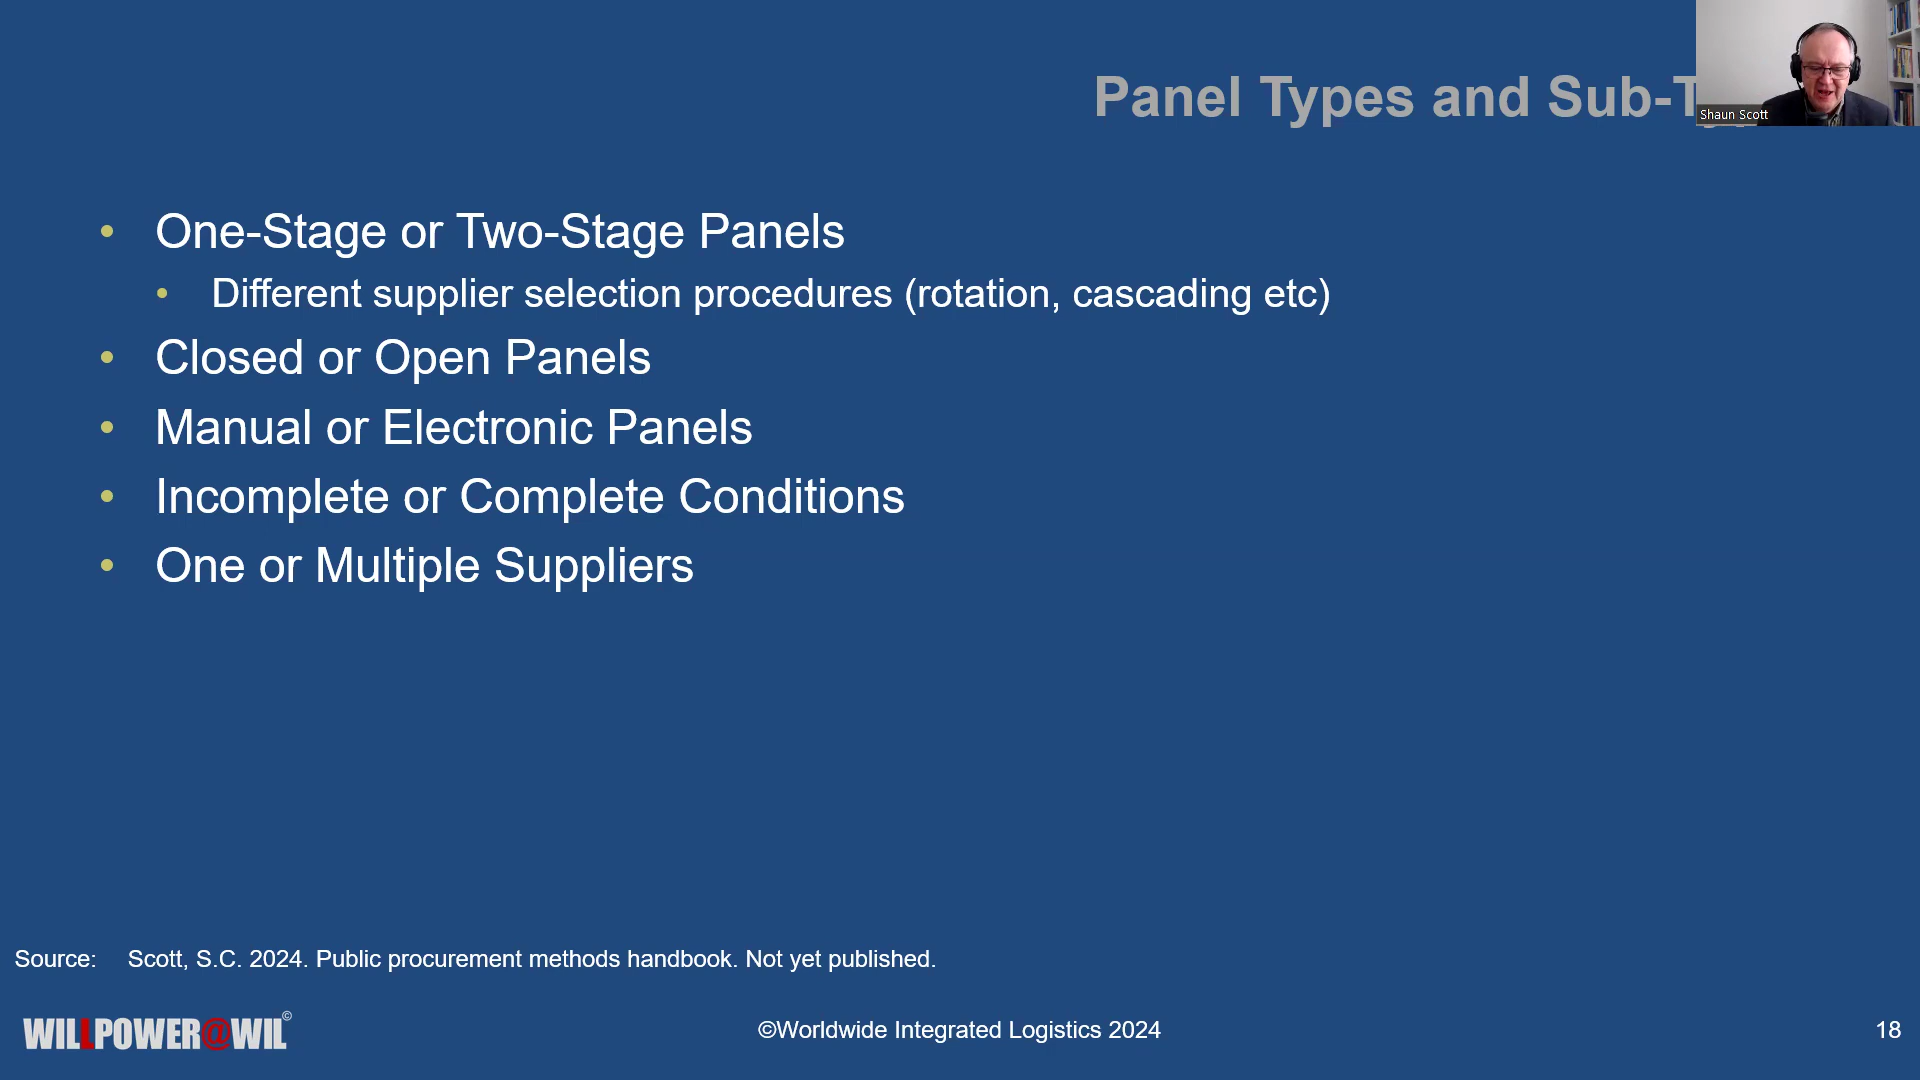 Panel Types and Sub-
Shaun Scott
• One-Stage or Two-Stage Panels
• Different supplier selection procedures (rotation, cascading etc)
• Closed or Open Panels
• Manual or Electronic Panels
• Incomplete or Complete Conditions
• One or Multiple Suppliers
Source: Scott, S.C. 2024. Public procurement methods handbook. Not yet published.
WILLPOWER@WIL©
©Worldwide Integrated Logistics 2024
18